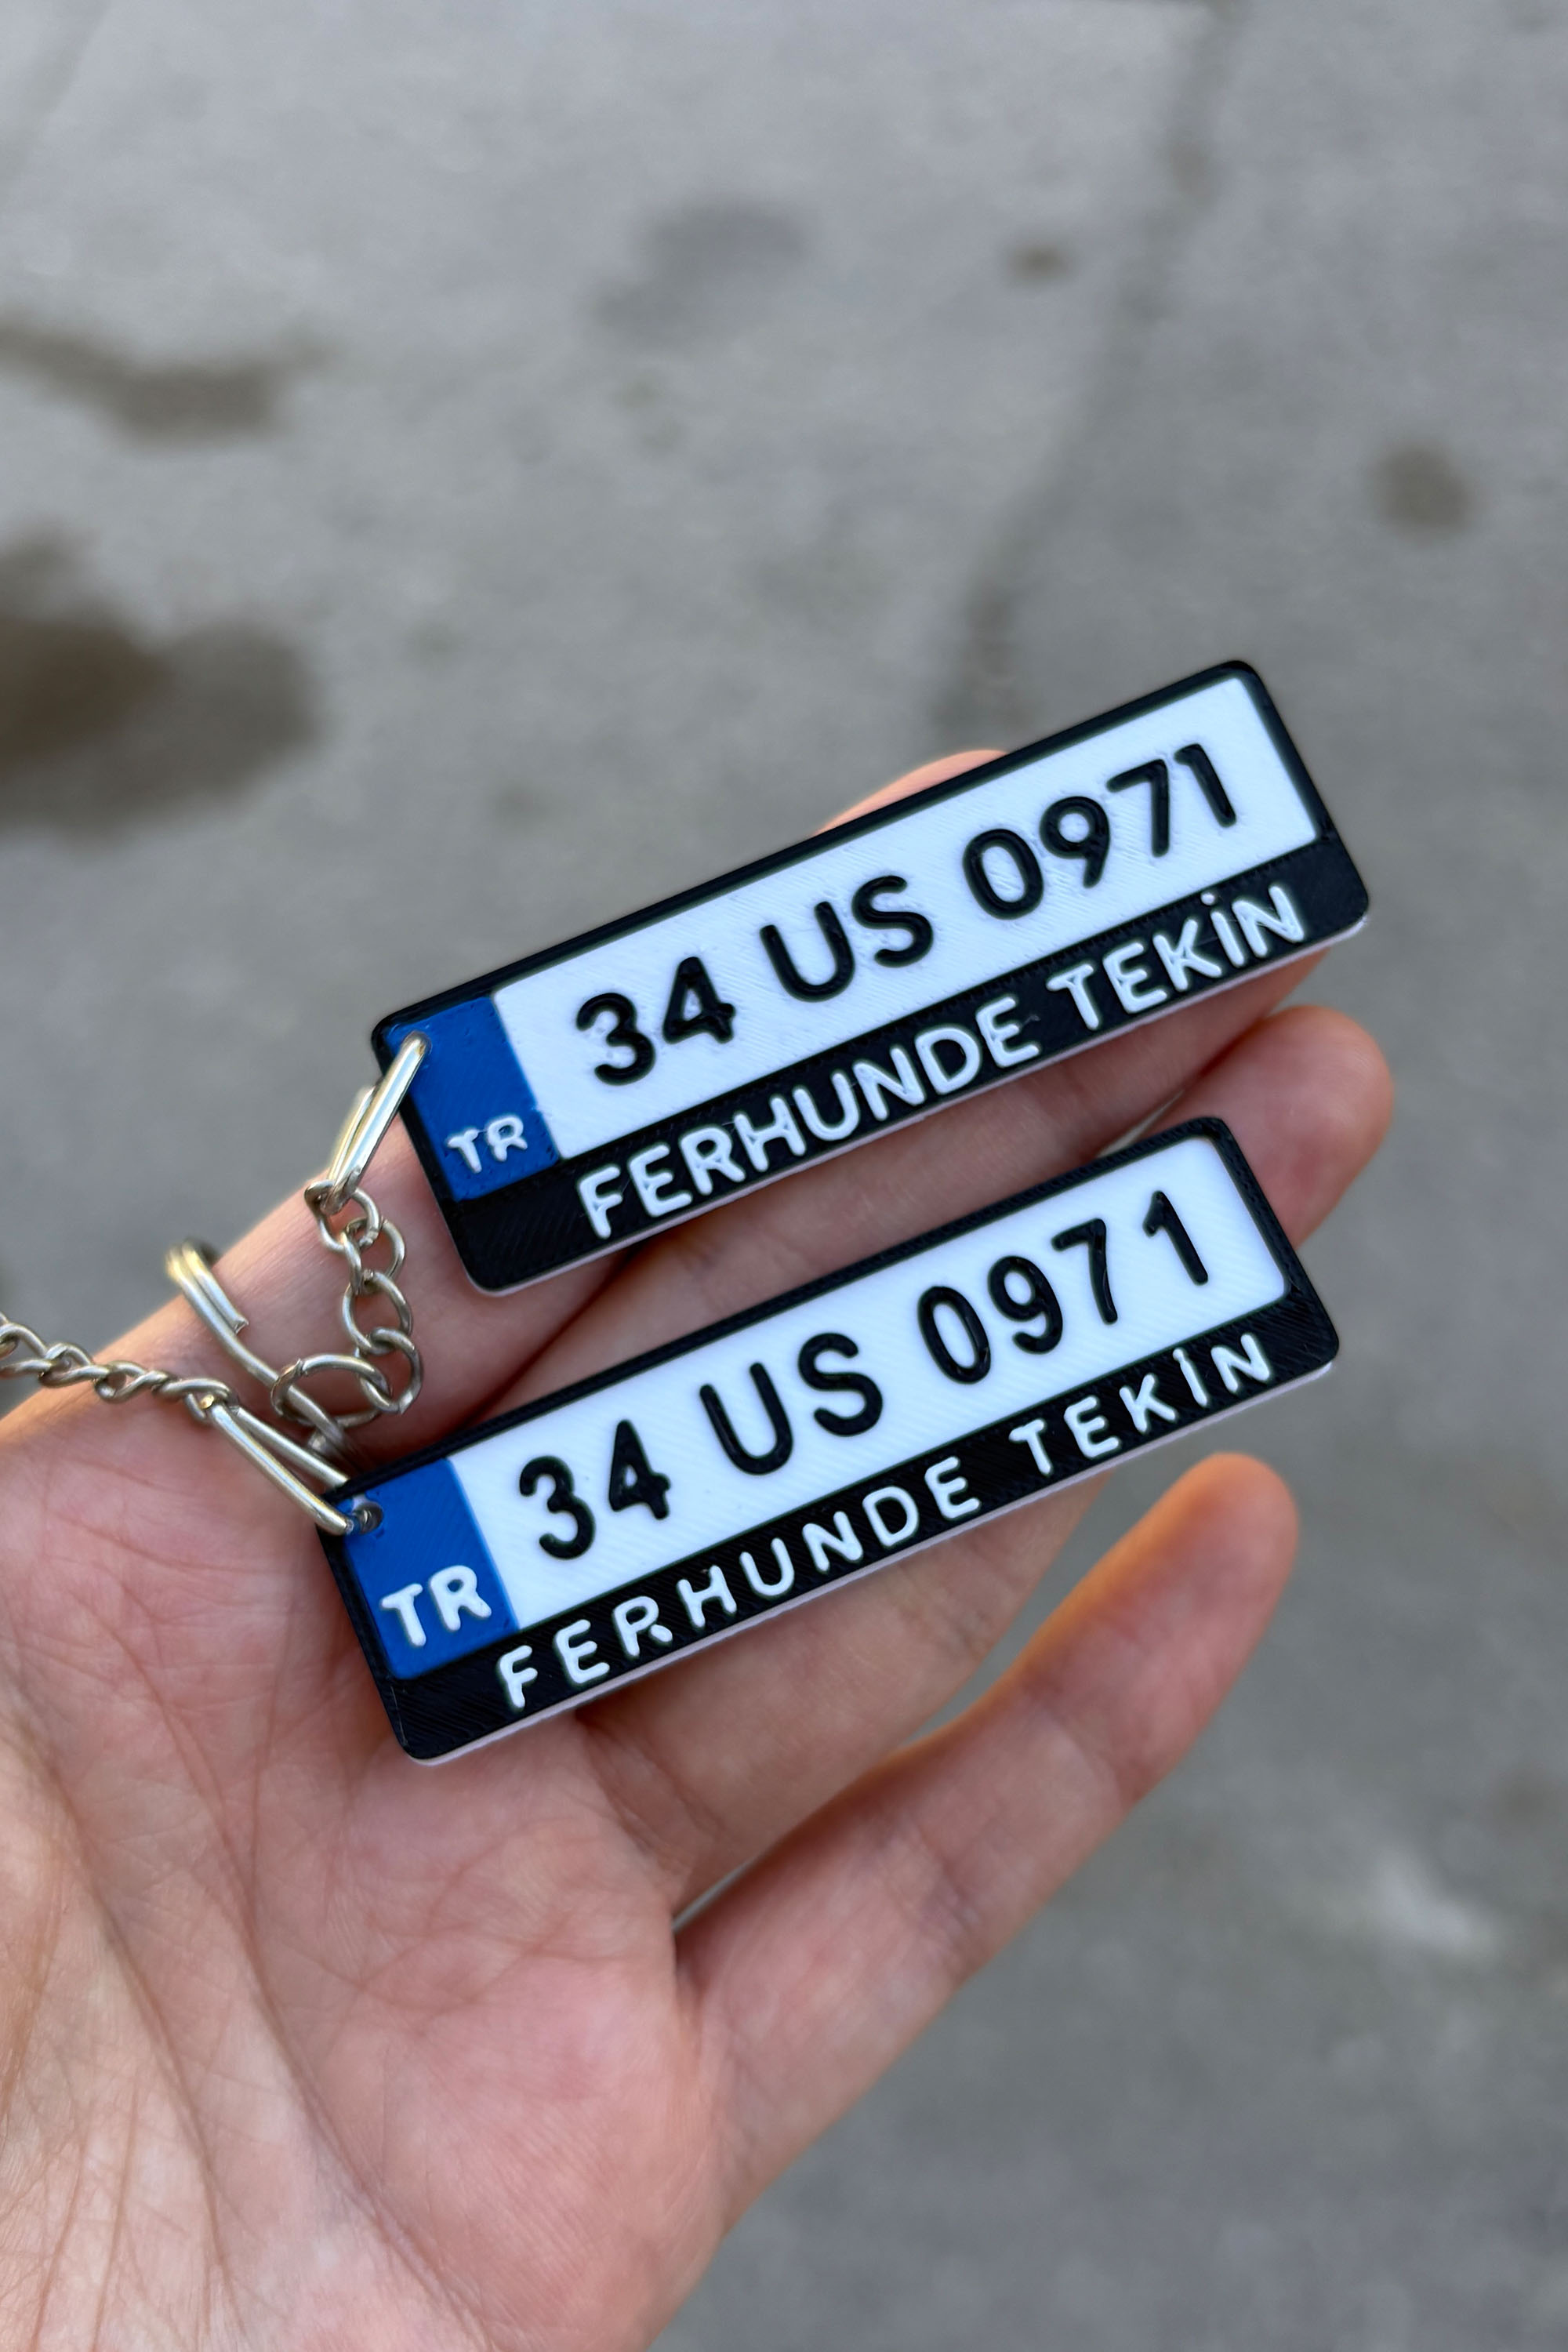 34 US 0971
TR
FERHUNDE TEKİN
34 US 0971
TR
FERHUNDE TEKİN